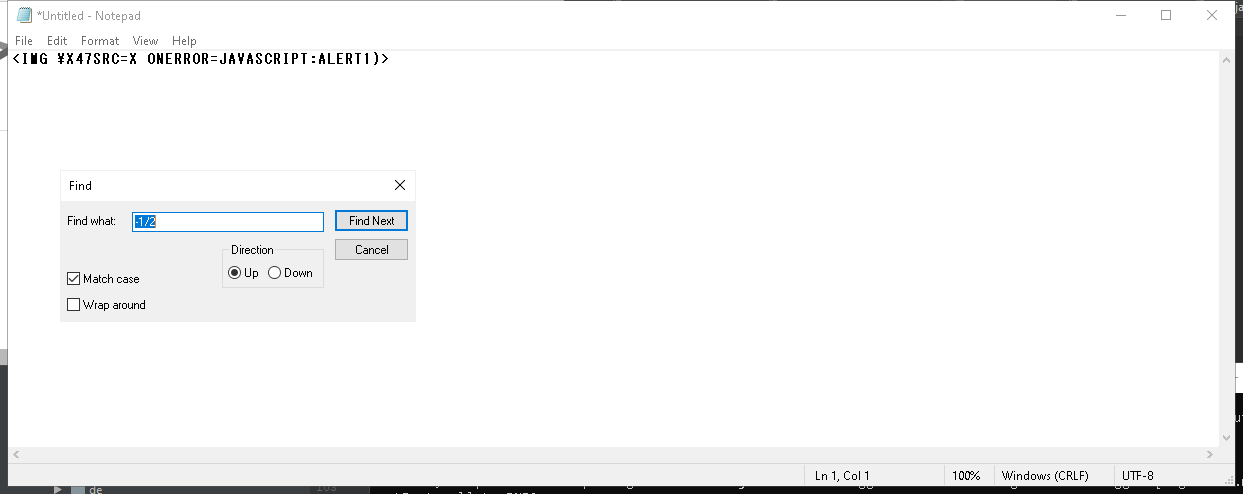 *Untitled - Notepad
File Edit Format View Help
<IMG ¥X47SRC=X ONERROR=JAVASCRIPT:ALERT1)>
Find
Find what: -1/2 Find Next
Direction Cancel
Up Down
Match case
Wrap around
Ln 1, Col 1 100% Windows (CRLF) UTF-8
de